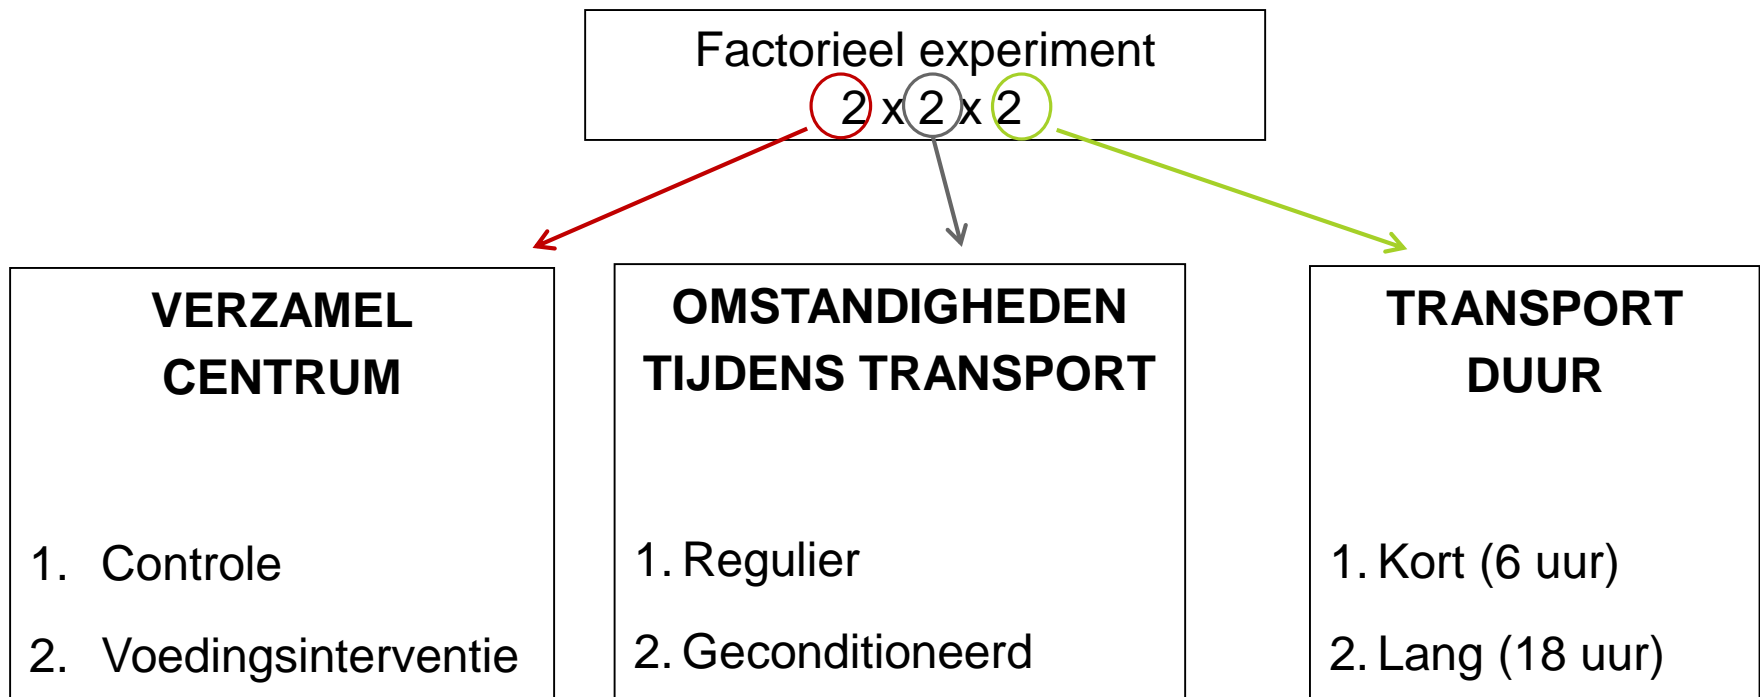 Factorieel experiment
2 x 2 x 2
VERZAMEL
CENTRUM
1. Controle
2. Voedingsinterventie
OMSTANDIGHEDEN
TIJDENS TRANSPORT
1. Regulier
2. Geconditioneerd
TRANSPORT
DUUR
1. Kort (6 uur)
2. Lang (18 uur)